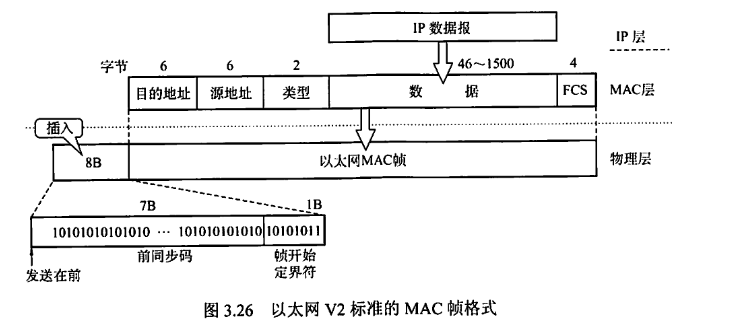 IP 数据报
IP 层
字节 6 6 2 46～1500 4
目的地址 源地址 类型 数 据 FCS MAC层
插入
8B 以太网MAC帧 物理层
7B 1B
10101010101010 … 101010101010 10101011
前同步码 帧开始
定界符
发送在前
图 3.26 以太网 V2 标准的 MAC 帧格式